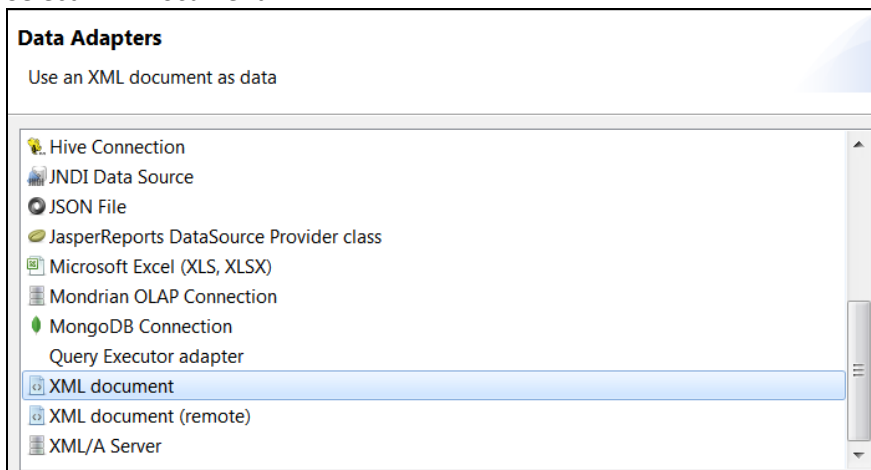 Data Adapters
Use an XML document as data
Hive Connection
JNDI Data Source
JSON File
JasperReports DataSource Provider class
Microsoft Excel (XLS, XLSX)
Mondrian OLAP Connection
MongoDB Connection
Query Executor adapter
XML document
XML document (remote)
XML/A Server